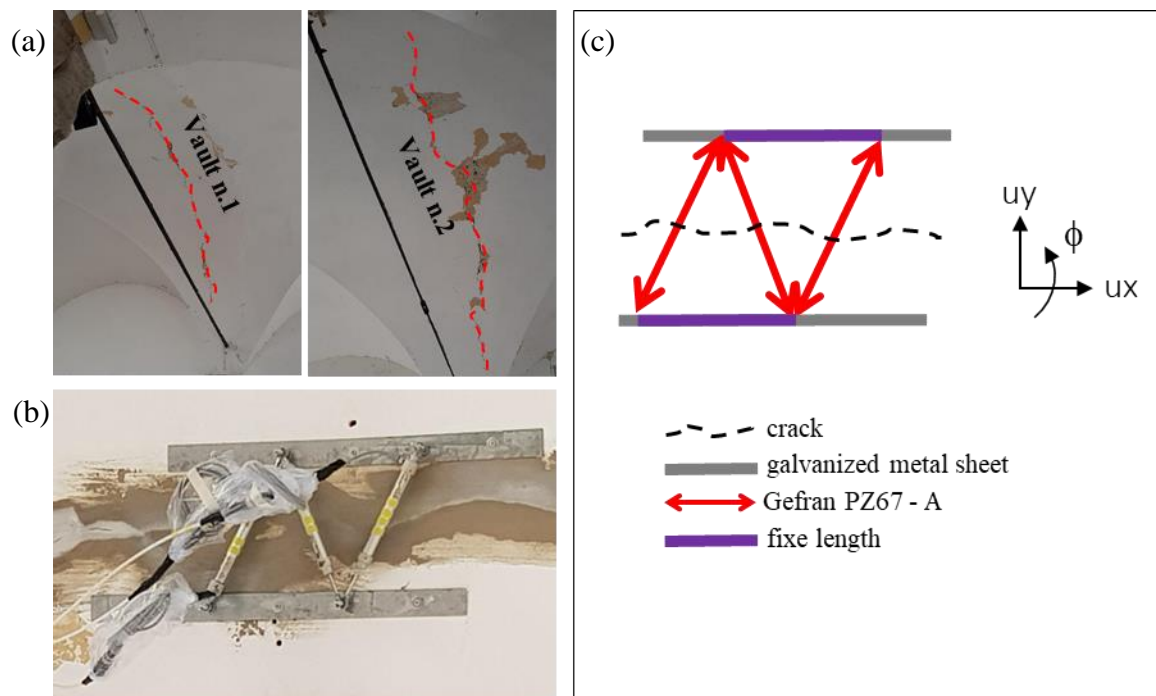 (a)
Vault n.1
Vault n.2
(b)
(c)
uy
ϕ
ux
crack
galvanized metal sheet
Gefran PZ67 - A
fixe length